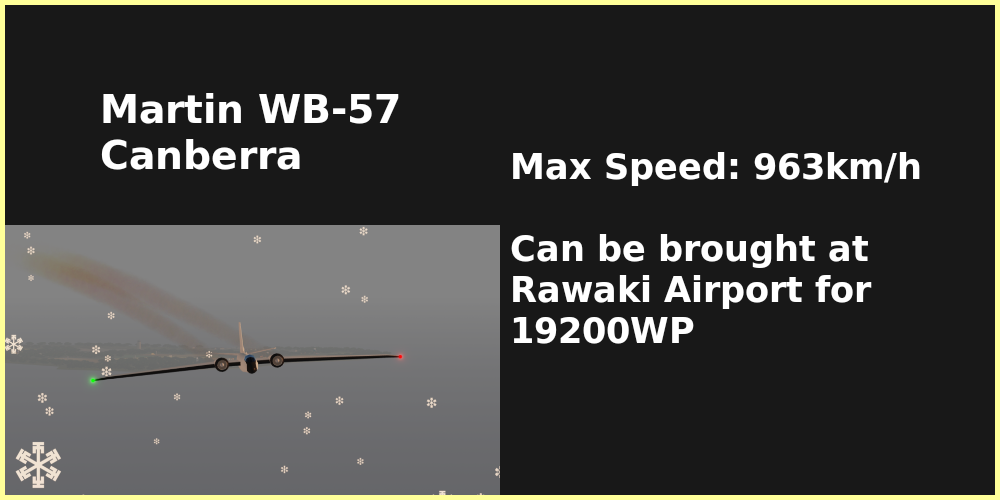 Martin WB-57
Canberra
Max Speed: 963km/h
Can be brought at
Rawaki Airport for
19200WP